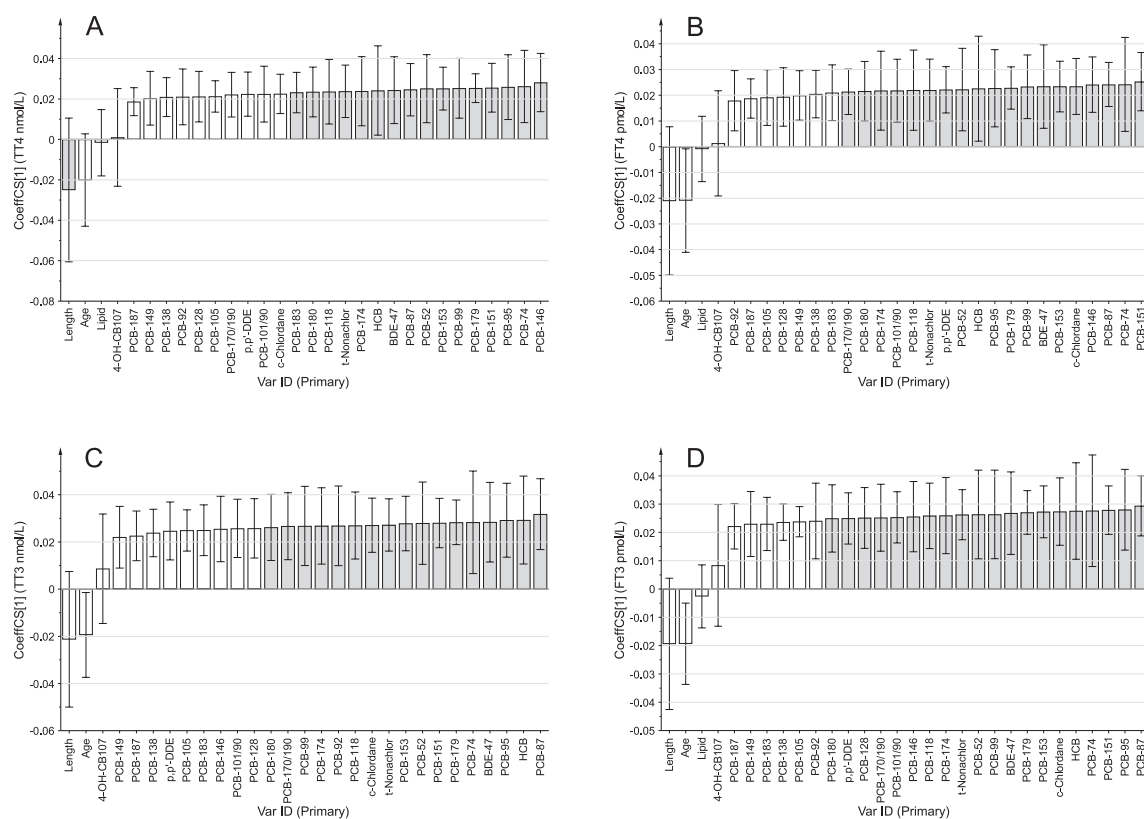 A
CoeffCS[1] (TT4 nmol/L)
0.04
0.02
0
-0.02
-0.04
-0.06
-0.08
Length
Age
Lipid
4-OH-CB107
PCB-187
PCB-149
PCB-138
PCB-92
PCB-128
PCB-105
PCB-170/190
p,p'-DDE
PCB-101/90
c-Chlordane
PCB-183
PCB-180
PCB-118
t-Nonachlor
PCB-174
HCB
BDE-47
PCB-87
PCB-52
PCB-153
PCB-99
PCB-179
PCB-151
PCB-95
PCB-74
PCB-146
Var ID (Primary)
B
CoeffCS[1] (FT4 pmol/L)
0.04
0.03
0.02
0.01
0
-0.01
-0.02
-0.03
-0.04
-0.05
-0.06
Length
Age
Lipid
4-OH-CB107
PCB-92
PCB-187
PCB-105
PCB-128
PCB-149
PCB-138
PCB-183
PCB-170/190
PCB-180
PCB-174
PCB-101/90
PCB-118
t-Nonachlor
p,p'-DDE
PCB-52
HCB
PCB-95
PCB-179
PCB-99
BDE-47
PCB-153
c-Chlordane
PCB-146
PCB-87
PCB-74
PCB-151
Var ID (Primary)
C
CoeffCS[1] (TT3 nmol/L)
0.04
0.02
0
-0.02
-0.04
-0.06
Length
Age
4-OH-CB107
PCB-149
PCB-187
PCB-138
p,p'-DDE
PCB-105
PCB-183
PCB-146
PCB-101/90
PCB-128
PCB-180
PCB-170/190
PCB-99
PCB-174
PCB-92
PCB-118
c-Chlordane
t-Nonachlor
PCB-153
PCB-52
PCB-151
PCB-179
PCB-74
BDE-47
PCB-95
HCB
PCB-87
Var ID (Primary)
D
CoeffCS[1] (FT3 pmol/L)
0.04
0.03
0.02
0.01
0
-0.01
-0.02
-0.03
-0.04
-0.05
Length
Age
Lipid
4-OH-CB107
PCB-187
PCB-149
PCB-183
PCB-138
PCB-105
PCB-92
PCB-180
p,p'-DDE
PCB-170/190
PCB-101/90
PCB-146
PCB-118
PCB-174
t-Nonachlor
PCB-52
PCB-99
BDE-47
PCB-179
PCB-153
c-Chlordane
HCB
PCB-74
PCB-151
PCB-95
PCB-87
Var ID (Primary)